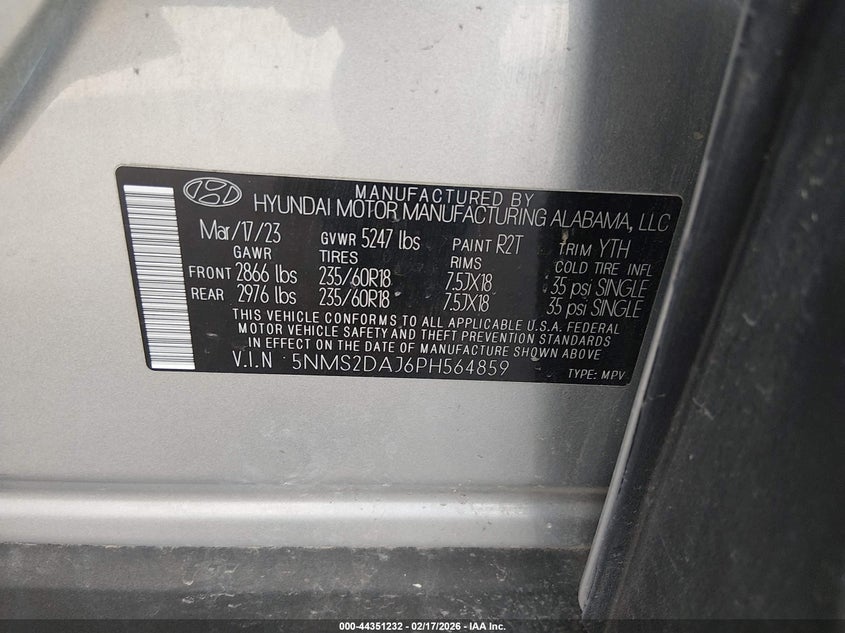 MANUFACTURED BY
HYUNDAI MOTOR MANUFACTURING ALABAMA, LLC
Mar/17/23 GVWR 5247 lbs PAINT R2T TRIM YTH
GAWR TIRES RIMS COLD TIRE INFL
FRONT 2866 lbs 235/60R18 7.5JX18 35 psi SINGLE
REAR 2976 lbs 235/60R18 7.5JX18 35 psi SINGLE
THIS VEHICLE CONFORMS TO ALL APPLICABLE U.S.A. FEDERAL
MOTOR VEHICLE SAFETY AND THEFT PREVENTION STANDARDS
IN EFFECT ON THE DATE OF MANUFACTURE SHOWN ABOVE
V.I.N 5NMS2DAJ6PH564859 TYPE: MPV
000-44351232 - 02/17/2026 - IAA Inc.